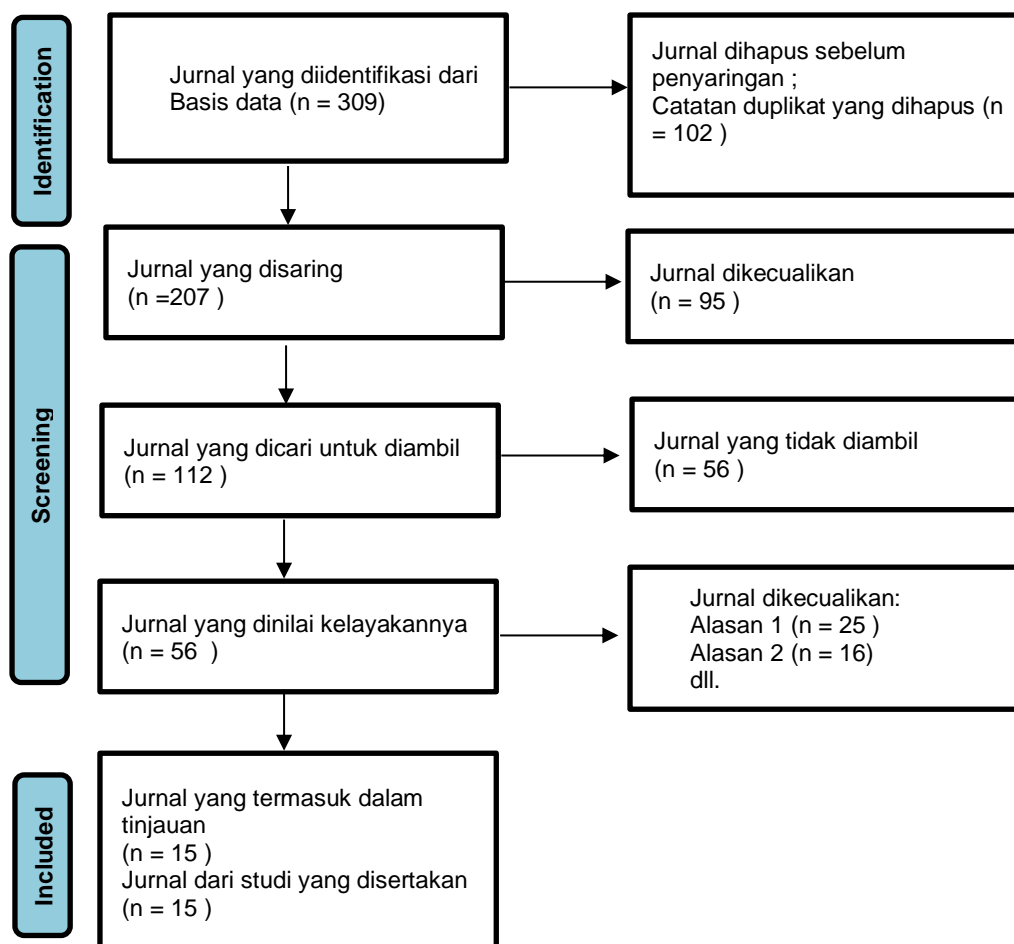 Identification
Jurnal yang diidentifikasi dari
Basis data (n = 309)
Jurnal dihapus sebelum
penyaringan ;
Catatan duplikat yang dihapus (n
= 102 )
Screening
Jurnal yang disaring
(n =207 )
Jurnal dikecualikan
(n = 95 )
Jurnal yang dicari untuk diambil
(n = 112 )
Jurnal yang tidak diambil
(n = 56 )
Jurnal yang dinilai kelayakannya
(n = 56  )
Jurnal dikecualikan:
Alasan 1 (n = 25 )
Alasan 2 (n = 16)
dll.
Included
Jurnal yang termasuk dalam
tinjauan
(n = 15 )
Jurnal dari studi yang disertakan
(n = 15 )